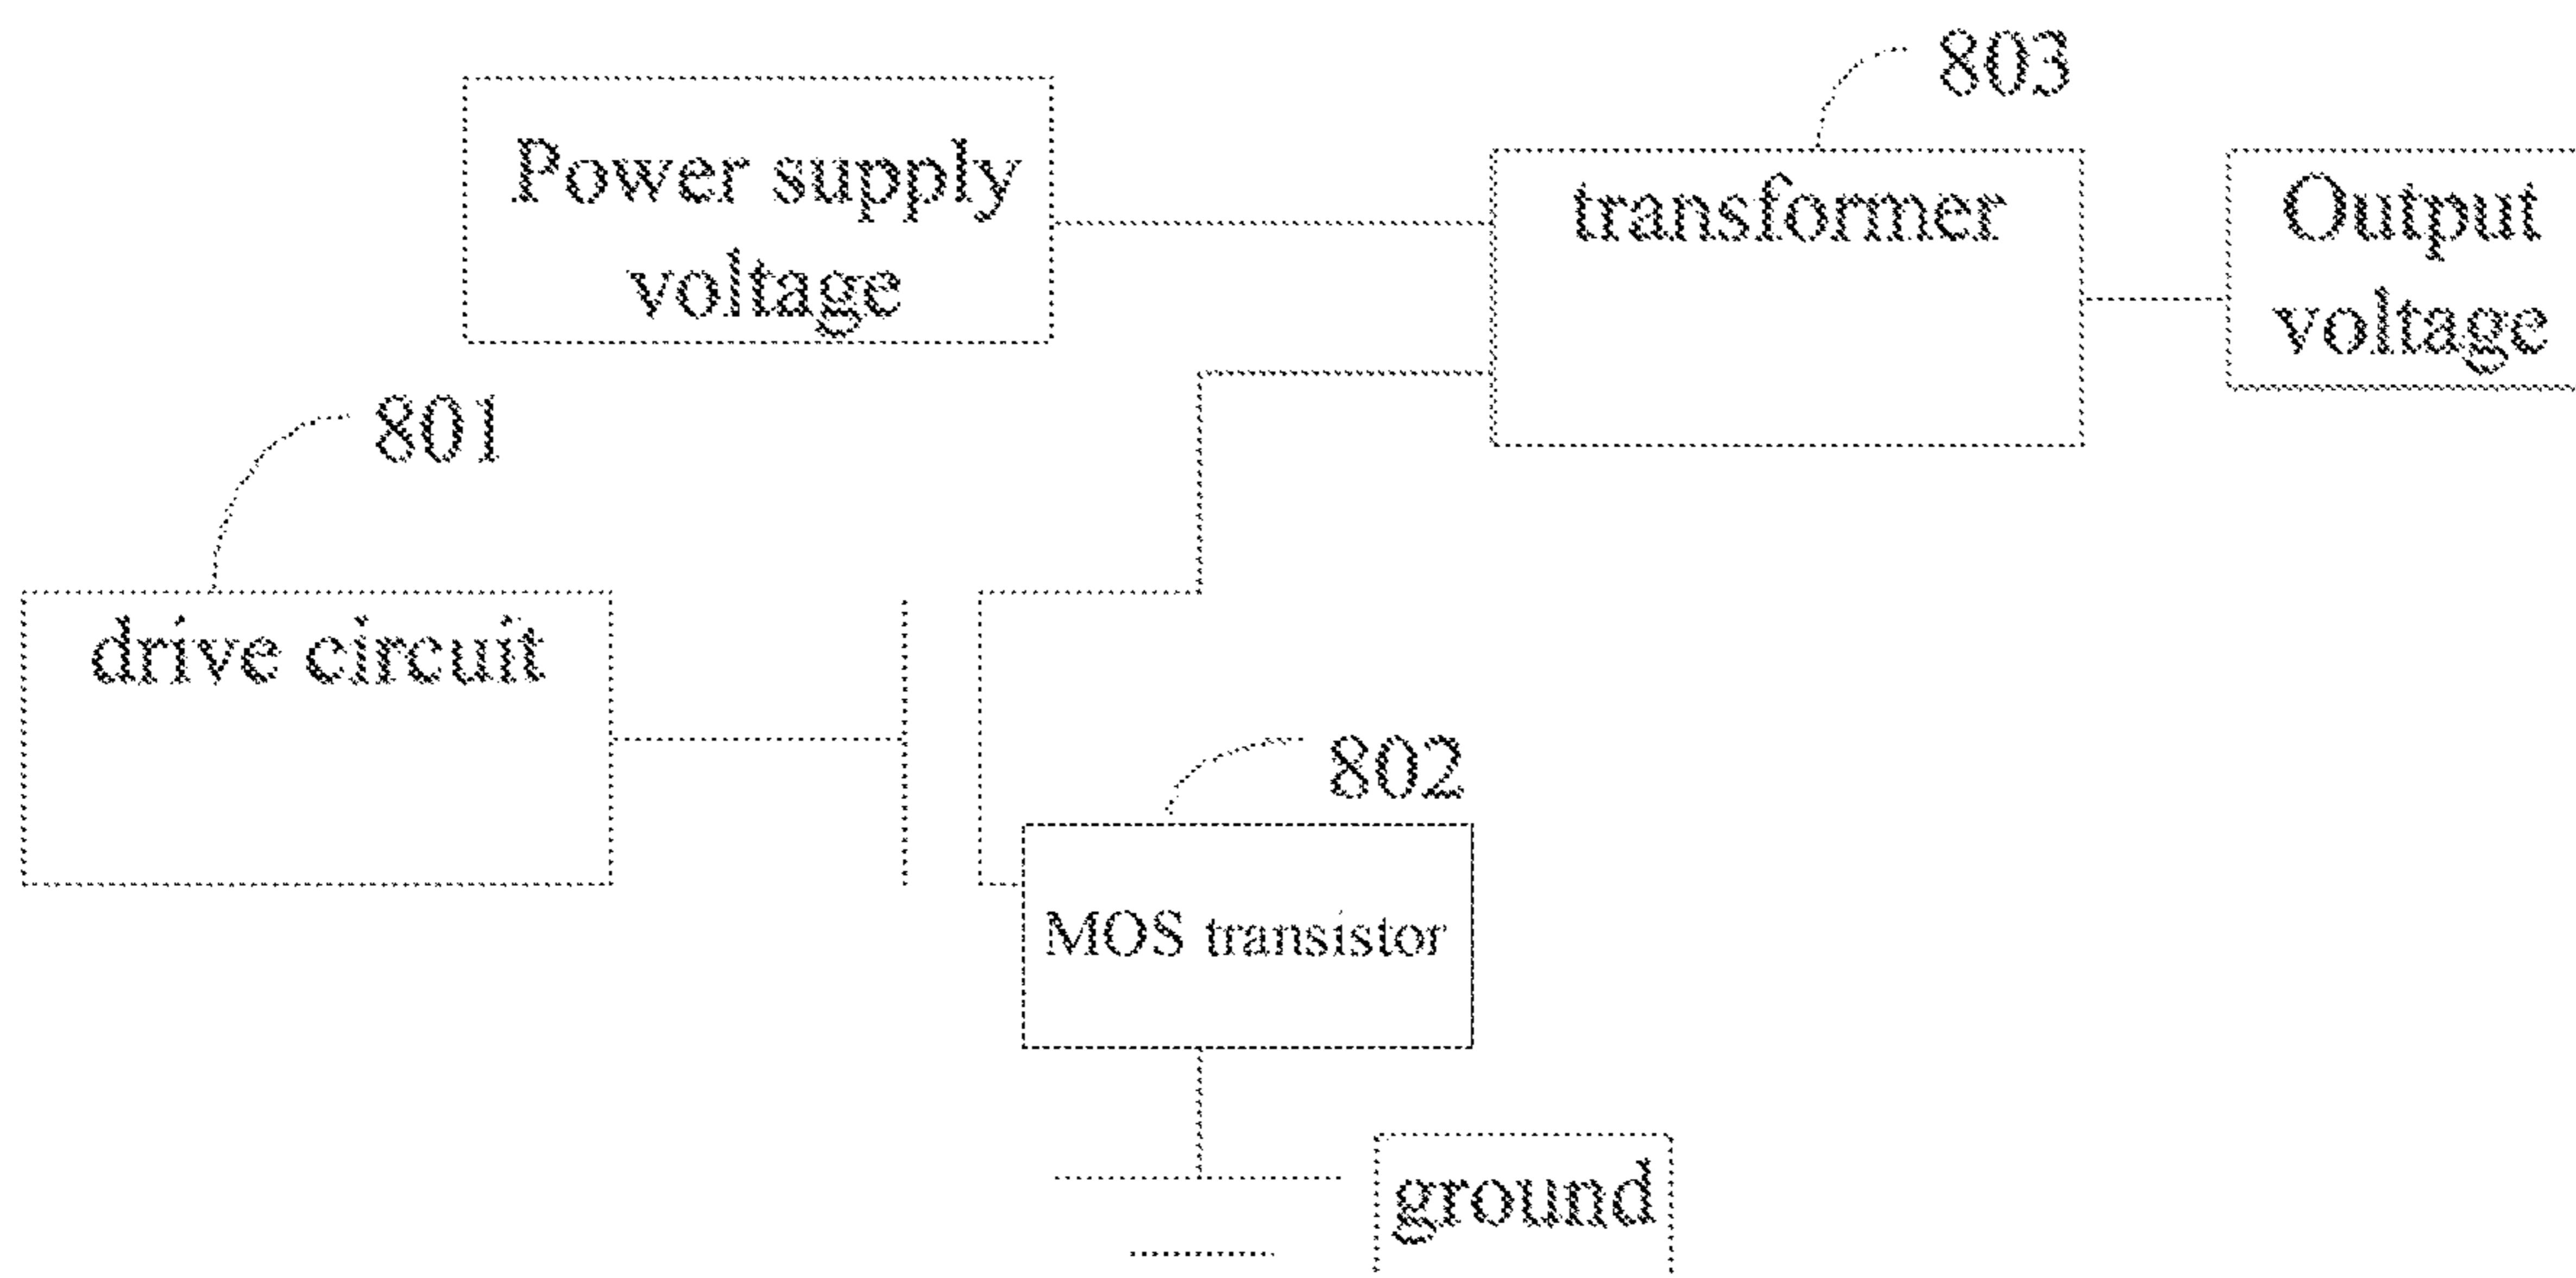 803
Power supply
voltage
transformer
Output
voltage
801
drive circuit
802
MOS transistor
ground